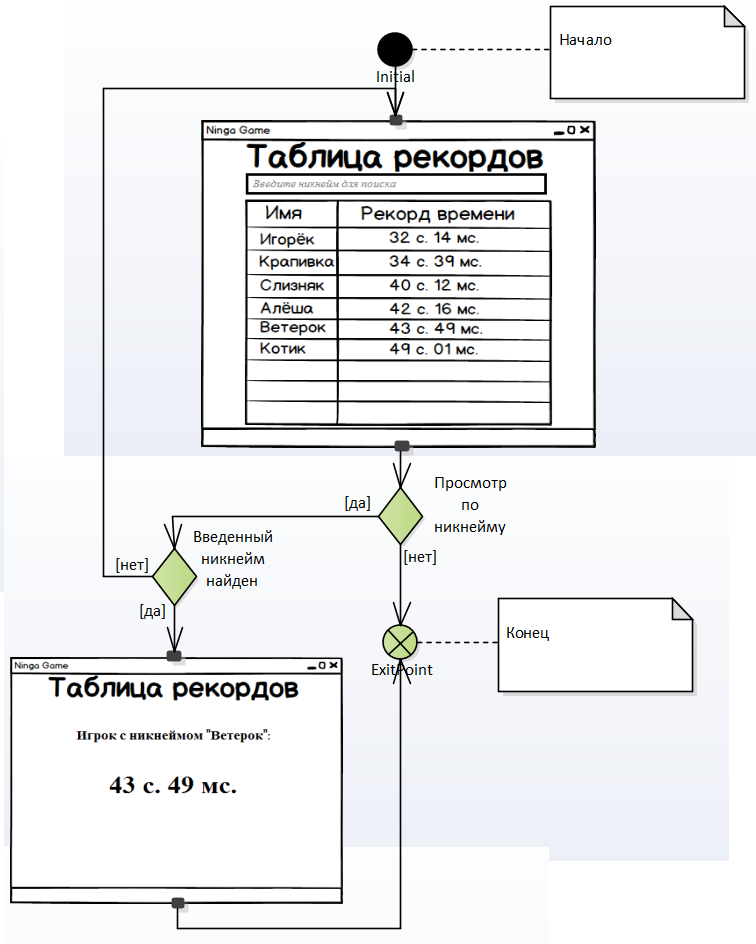 Начало
Initial
Ninga Game
Таблица рекордов
Введите никнейм для поиска
Имя Рекорд времени
Игорёк 32 с. 14 мс.
Крапивка 34 с. 39 мс.
Слизняк 40 с. 12 мс.
Алёша 42 с. 16 мс.
Ветерок 43 с. 49 мс.
Котик 49 с. 01 мс.
Просмотр
по
никнейму
[да]
[нет]
Введенный
никнейм
найден
[нет]
[да]
Конец
ExitPoint
Ninga Game
Таблица рекордов
Игрок с никнеймом "Ветерок":
43 с. 49 мс.